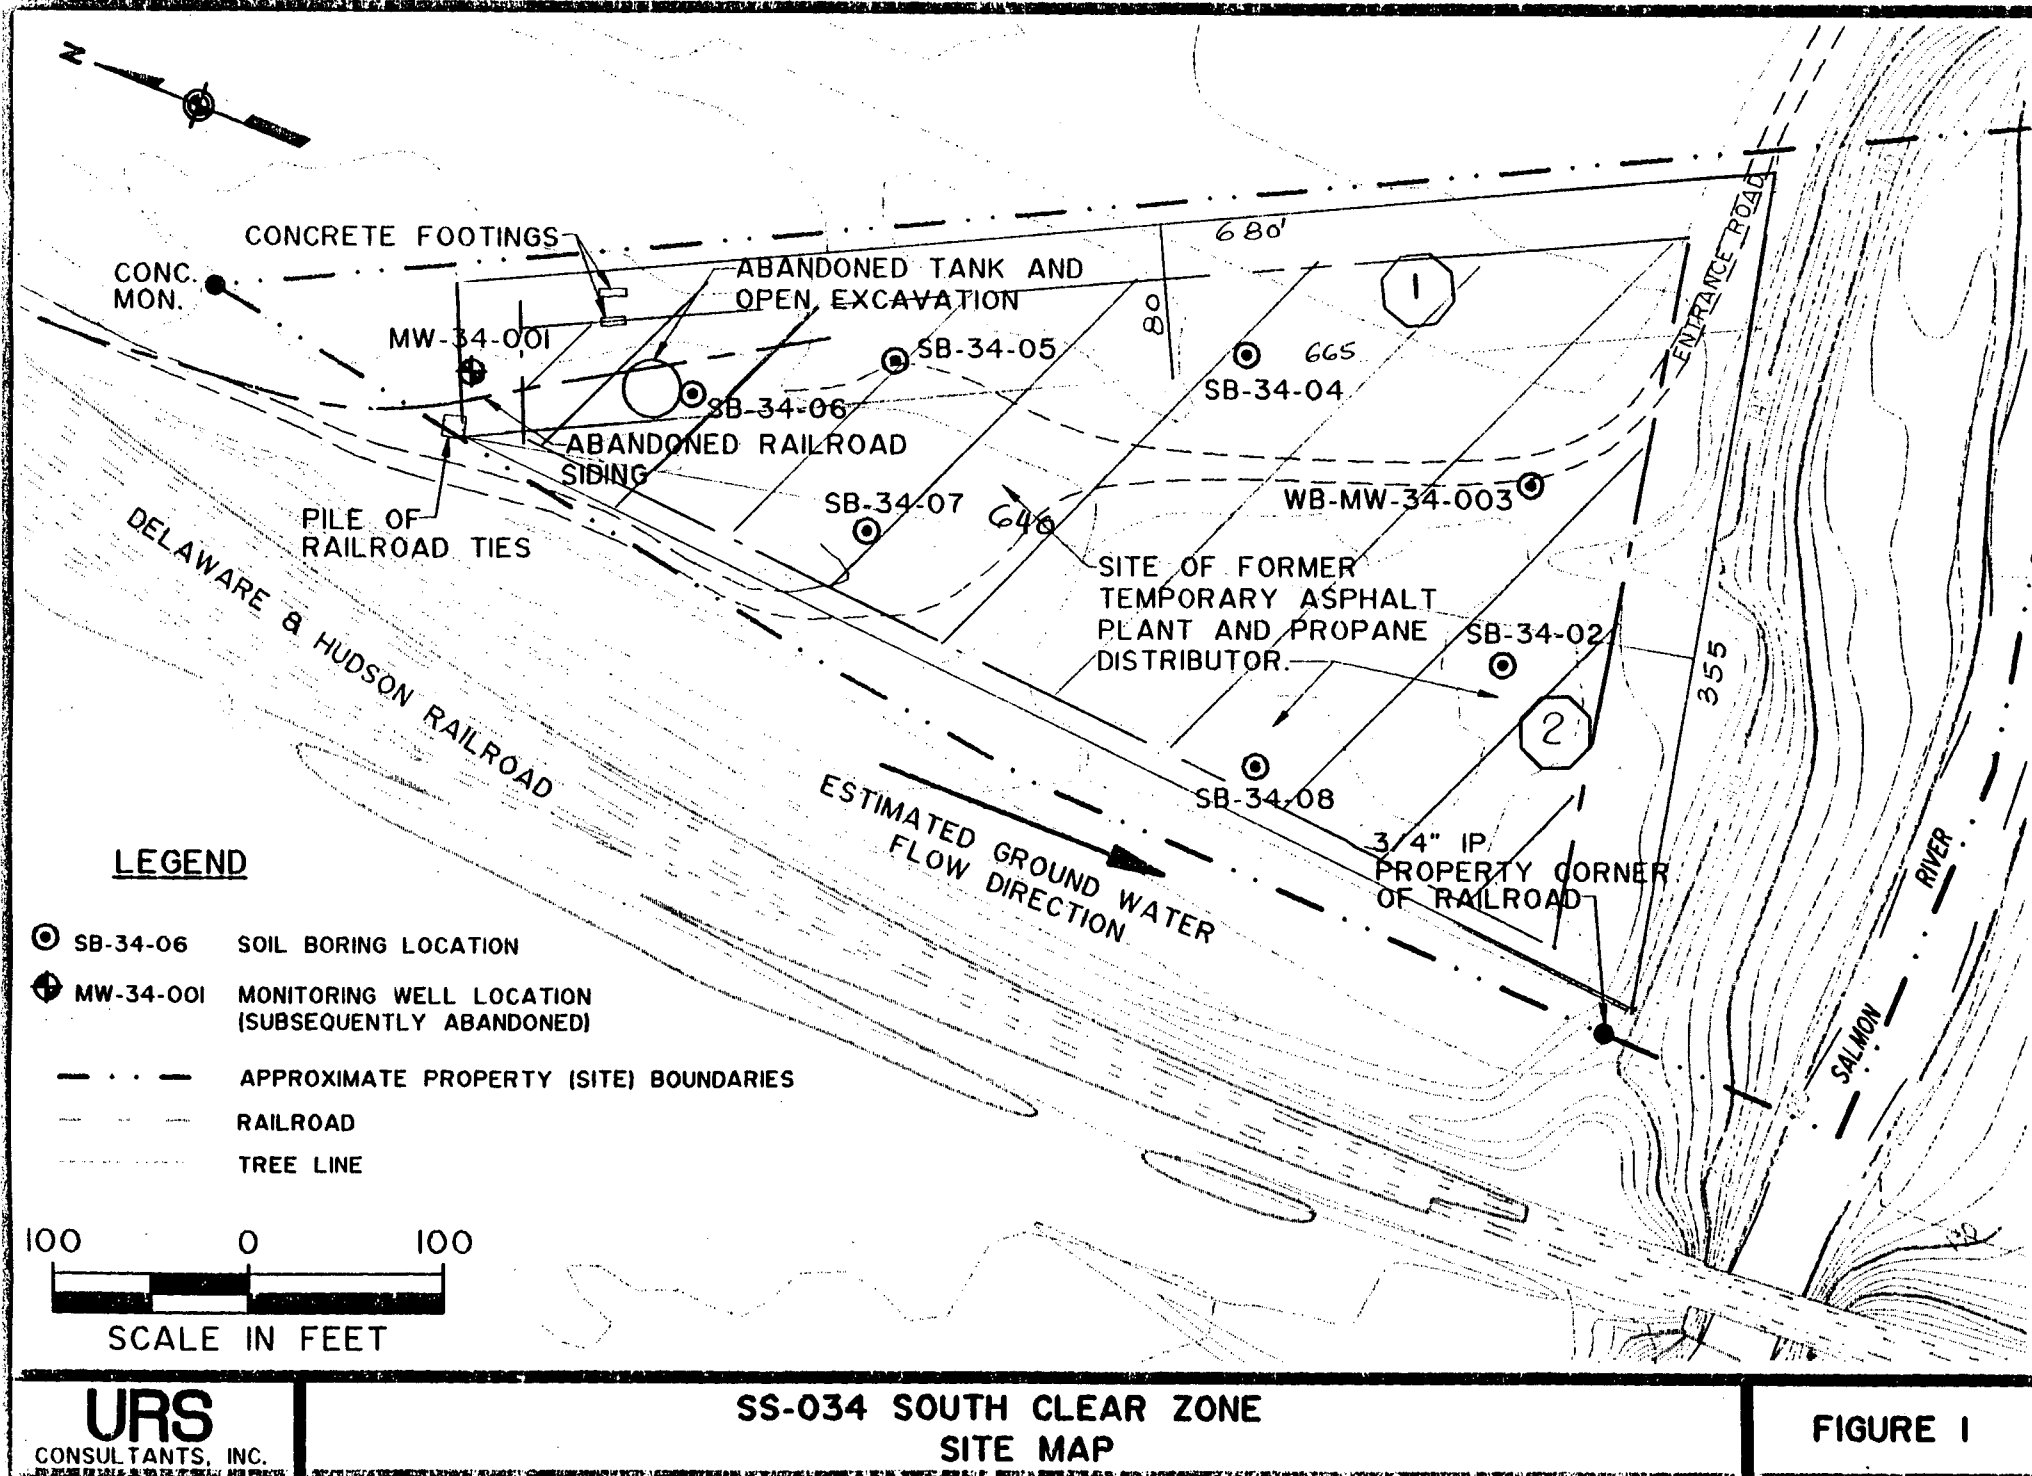 N
CONCRETE FOOTINGS
CONC.
MON.
680'
ABANDONED TANK AND
OPEN EXCAVATION
80
1
ENTRANCE ROAD
MW-34-001
SB-34-05
665
SB-34-04
SB-34-06
ABANDONED RAILROAD
SIDING
SB-34-07
640
WB-MW-34-003
PILE OF
RAILROAD TIES
SITE OF FORMER
TEMPORARY ASPHALT
PLANT AND PROPANE
DISTRIBUTOR.
SB-34-02
355
2
DELAWARE & HUDSON RAILROAD
SB-34-08
ESTIMATED GROUND WATER
FLOW DIRECTION
3/4" IP
PROPERTY CORNER
OF RAILROAD
SALMON RIVER
LEGEND
SB-34-06 SOIL BORING LOCATION
MW-34-001 MONITORING WELL LOCATION
(SUBSEQUENTLY ABANDONED)
APPROXIMATE PROPERTY (SITE) BOUNDARIES
RAILROAD
TREE LINE
100 0 100
SCALE IN FEET
URS
CONSULTANTS, INC.
SS-034 SOUTH CLEAR ZONE
SITE MAP
FIGURE 1